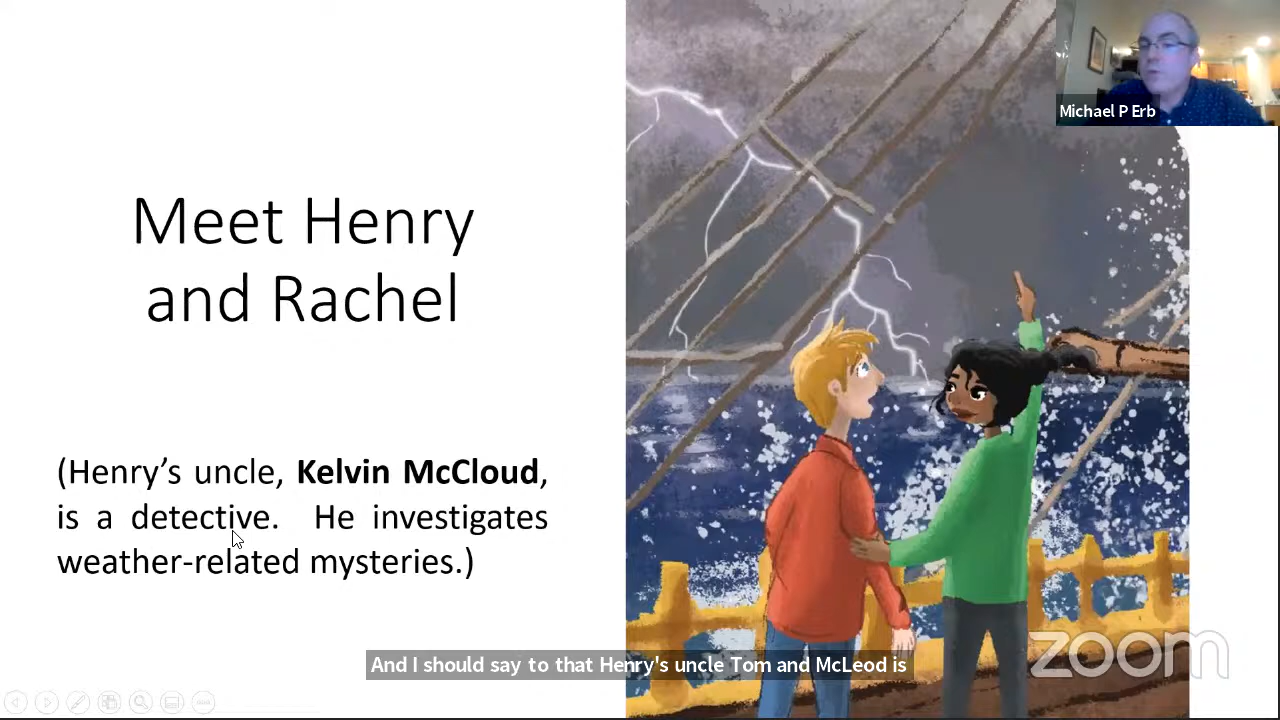 Michael P Erb
Meet Henry
and Rachel
(Henry’s uncle, Kelvin McCloud,
is a detective. He investigates
weather-related mysteries.)
And I should say to that Henry's uncle Tom and McLeod is
zoom